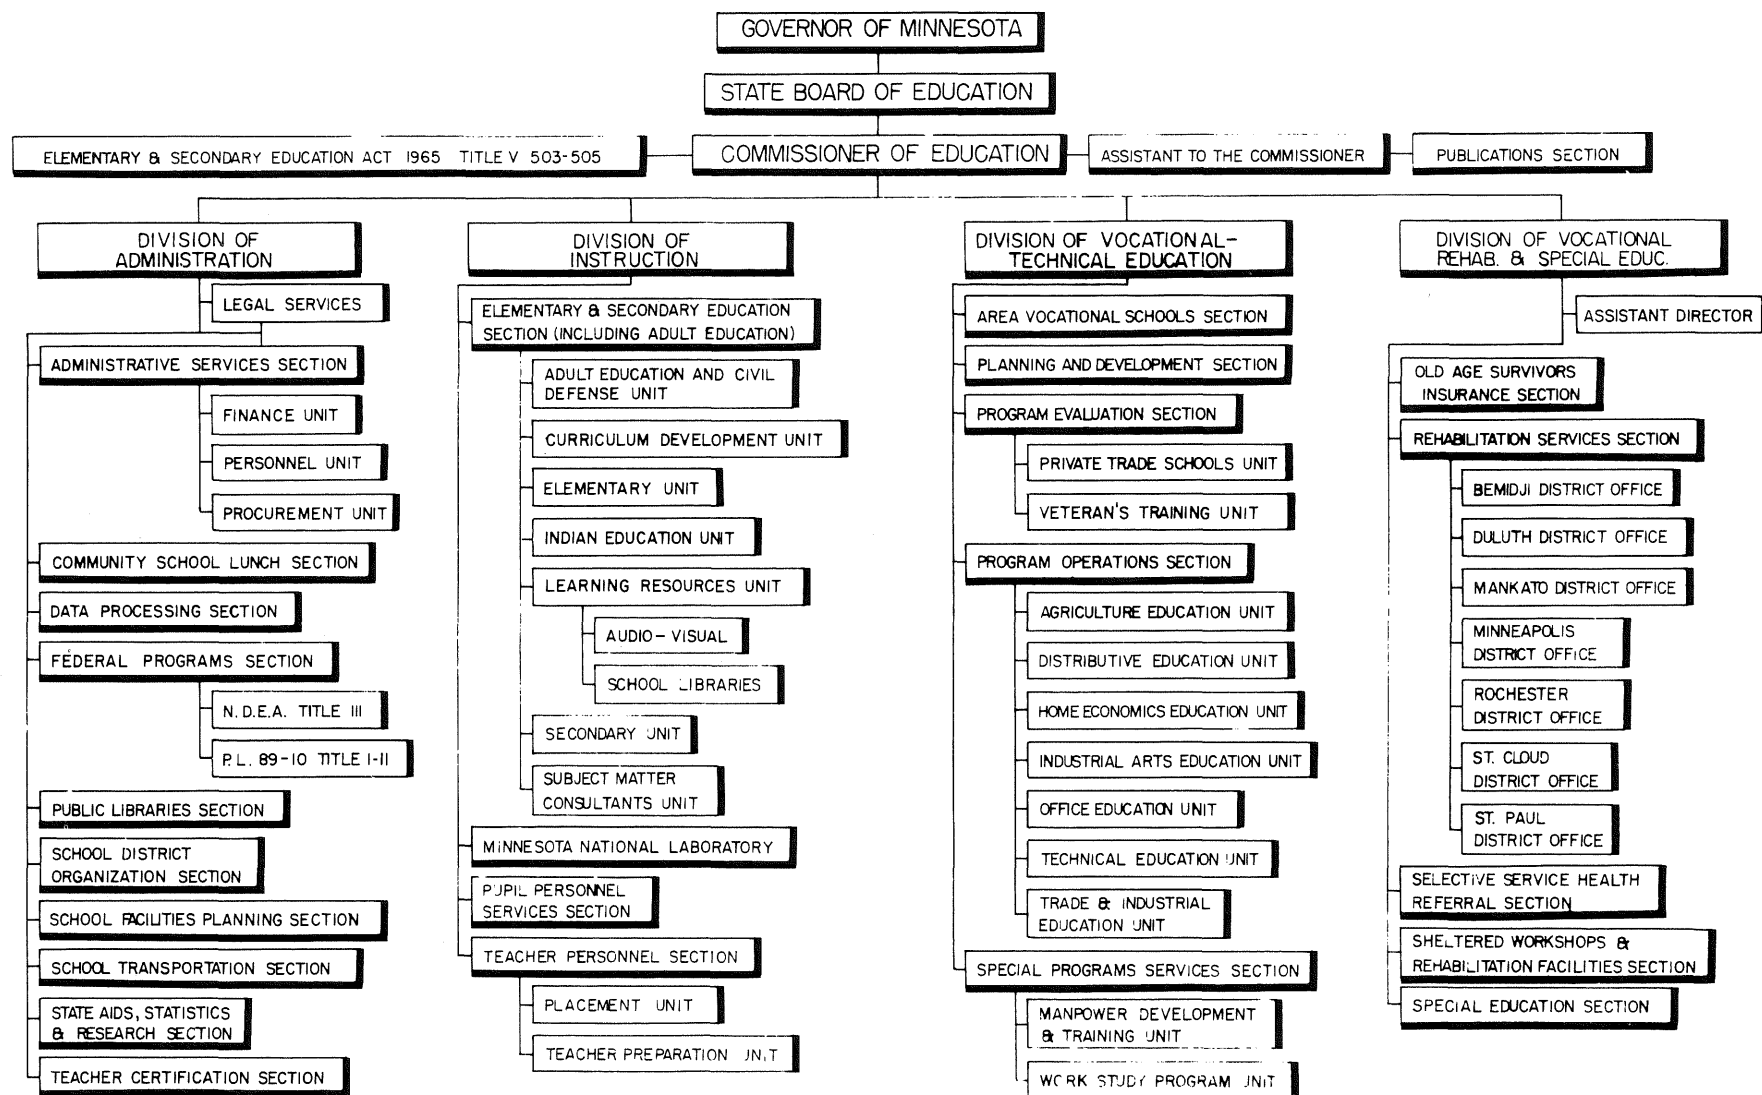 GOVERNOR OF MINNESOTA
STATE BOARD OF EDUCATION
ELEMENTARY & SECONDARY EDUCATION ACT 1965 TITLE V 503-505
COMMISSIONER OF EDUCATION
ASSISTANT TO THE COMMISSIONER
PUBLICATIONS SECTION
DIVISION OF
ADMINISTRATION
LEGAL SERVICES
ADMINISTRATIVE SERVICES SECTION
FINANCE UNIT
PERSONNEL UNIT
PROCUREMENT UNIT
COMMUNITY SCHOOL LUNCH SECTION
DATA PROCESSING SECTION
FEDERAL PROGRAMS SECTION
N.D.E.A. TITLE III
P.L. 89-10 TITLE I-II
PUBLIC LIBRARIES SECTION
SCHOOL DISTRICT
ORGANIZATION SECTION
SCHOOL FACILITIES PLANNING SECTION
SCHOOL TRANSPORTATION SECTION
STATE AIDS, STATISTICS
& RESEARCH SECTION
TEACHER CERTIFICATION SECTION
DIVISION OF
INSTRUCTION
ELEMENTARY & SECONDARY EDUCATION
SECTION (INCLUDING ADULT EDUCATION)
ADULT EDUCATION AND CIVIL
DEFENSE UNIT
CURRICULUM DEVELOPMENT UNIT
ELEMENTARY UNIT
INDIAN EDUCATION UNIT
LEARNING RESOURCES UNIT
AUDIO-VISUAL
SCHOOL LIBRARIES
SECONDARY UNIT
SUBJECT MATTER
CONSULTANTS UNIT
MINNESOTA NATIONAL LABORATORY
PUPIL PERSONNEL
SERVICES SECTION
TEACHER PERSONNEL SECTION
PLACEMENT UNIT
TEACHER PREPARATION UNIT
DIVISION OF VOCATIONAL-
TECHNICAL EDUCATION
AREA VOCATIONAL SCHOOLS SECTION
PLANNING AND DEVELOPMENT SECTION
PROGRAM EVALUATION SECTION
PRIVATE TRADE SCHOOLS UNIT
VETERAN'S TRAINING UNIT
PROGRAM OPERATIONS SECTION
AGRICULTURE EDUCATION UNIT
DISTRIBUTIVE EDUCATION UNIT
HOME ECONOMICS EDUCATION UNIT
INDUSTRIAL ARTS EDUCATION UNIT
OFFICE EDUCATION UNIT
TECHNICAL EDUCATION UNIT
TRADE & INDUSTRIAL
EDUCATION UNIT
SPECIAL PROGRAMS SERVICES SECTION
MANPOWER DEVELOPMENT
& TRAINING UNIT
WORK STUDY PROGRAM UNIT
DIVISION OF VOCATIONAL
REHAB. & SPECIAL EDUC.
ASSISTANT DIRECTOR
OLD AGE SURVIVORS
INSURANCE SECTION
REHABILITATION SERVICES SECTION
BEMIDJI DISTRICT OFFICE
DULUTH DISTRICT OFFICE
MANKATO DISTRICT OFFICE
MINNEAPOLIS
DISTRICT OFFICE
ROCHESTER
DISTRICT OFFICE
ST. CLOUD
DISTRICT OFFICE
ST. PAUL
DISTRICT OFFICE
SELECTIVE SERVICE HEALTH
REFERRAL SECTION
SHELTERED WORKSHOPS &
REHABILITATION FACILITIES SECTION
SPECIAL EDUCATION SECTION